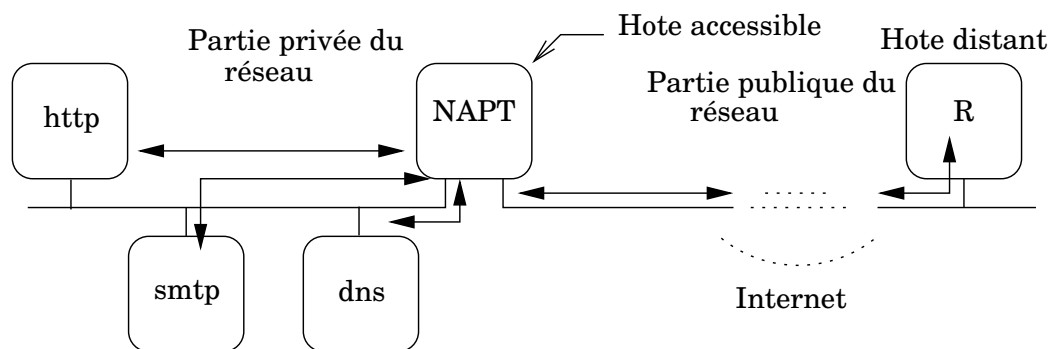 Hote accessible
Partie privée du
réseau
Hote distant
Partie publique du
réseau
http
NAPT
R
smtp
dns
Internet